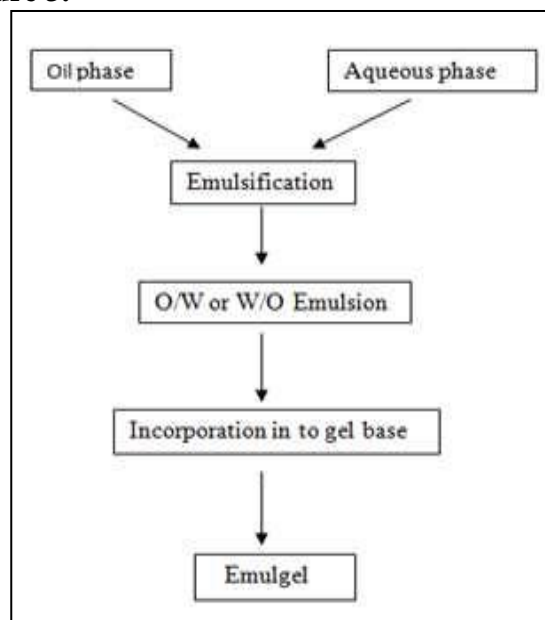 Oil phase
Aqueous phase
Emulsification
O/W or W/O Emulsion
Incorporation in to gel base
Emulgel